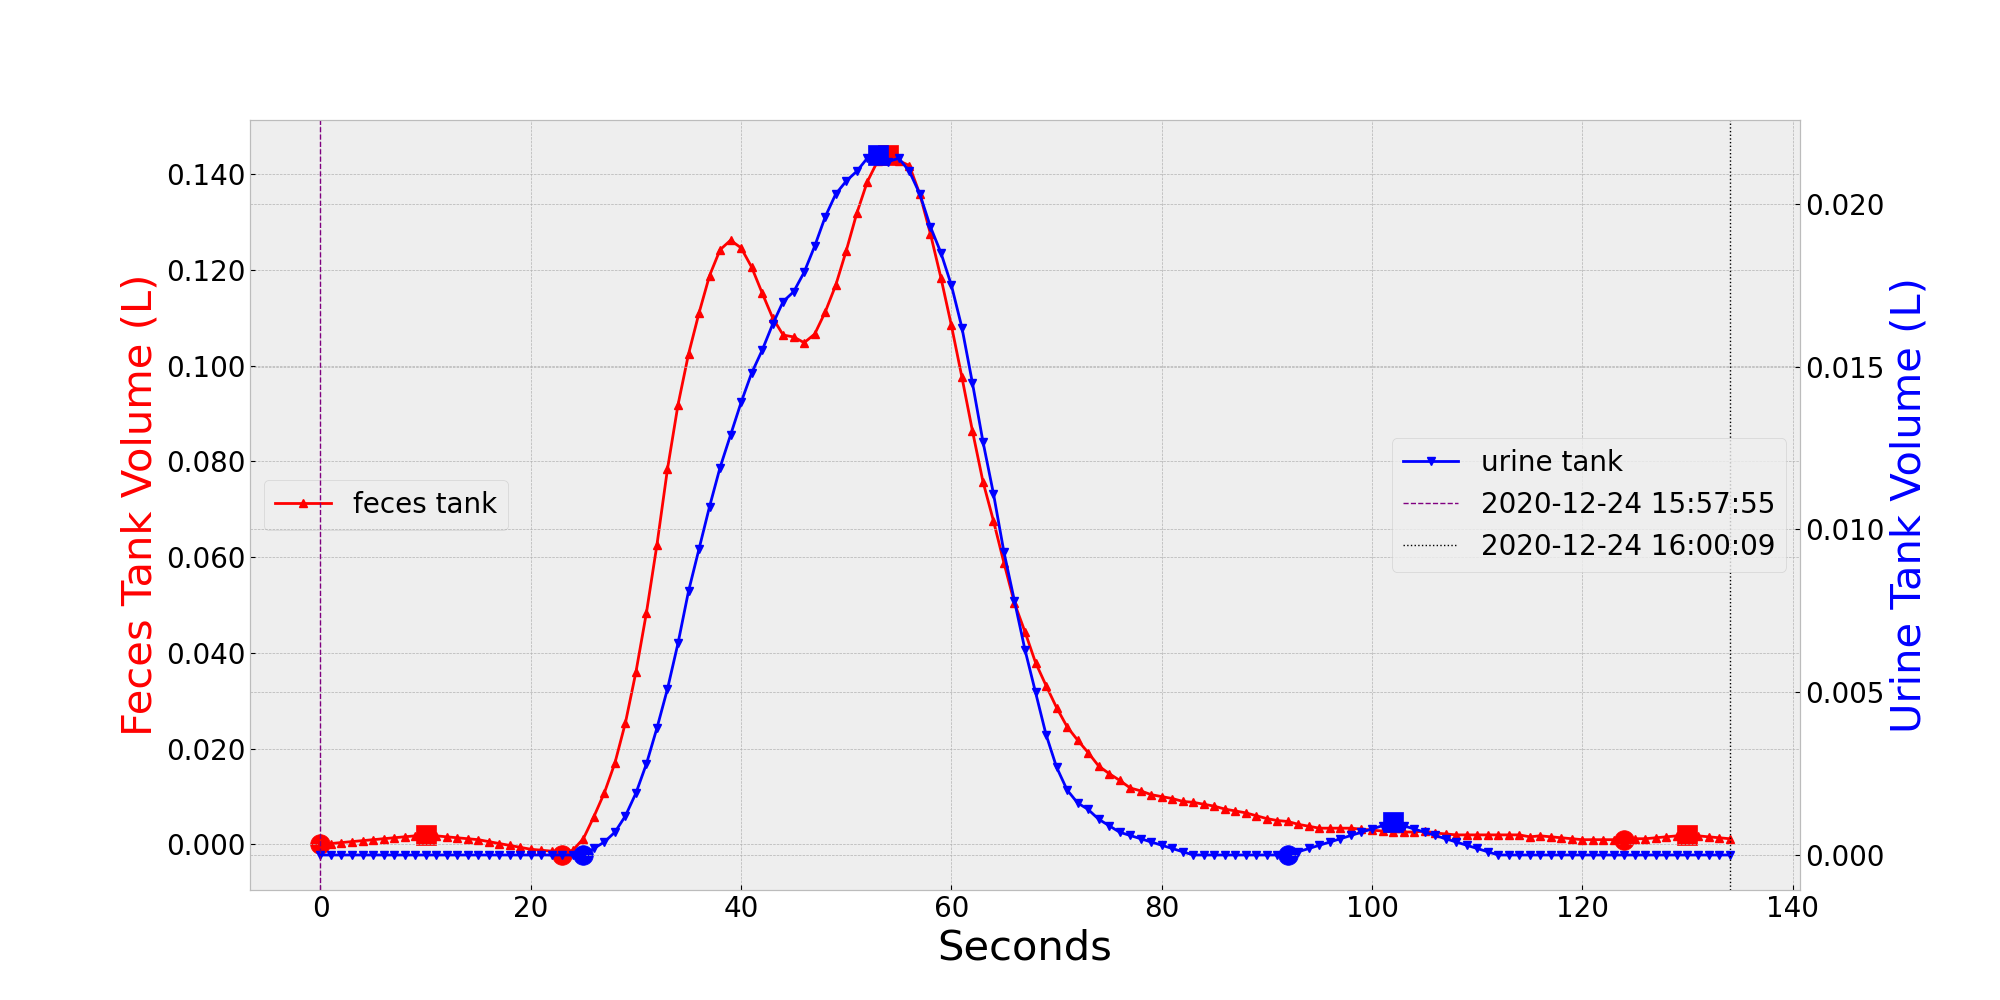 0.140
0.120
0.100
0.080
0.060
0.040
0.020
0.000
Feces Tank Volume (L)
feces tank
urine tank
2020-12-24 15:57:55
2020-12-24 16:00:09
0.020
0.015
0.010
0.005
0.000
Urine Tank Volume (L)
0 20 40 60 80 100 120 140
Seconds